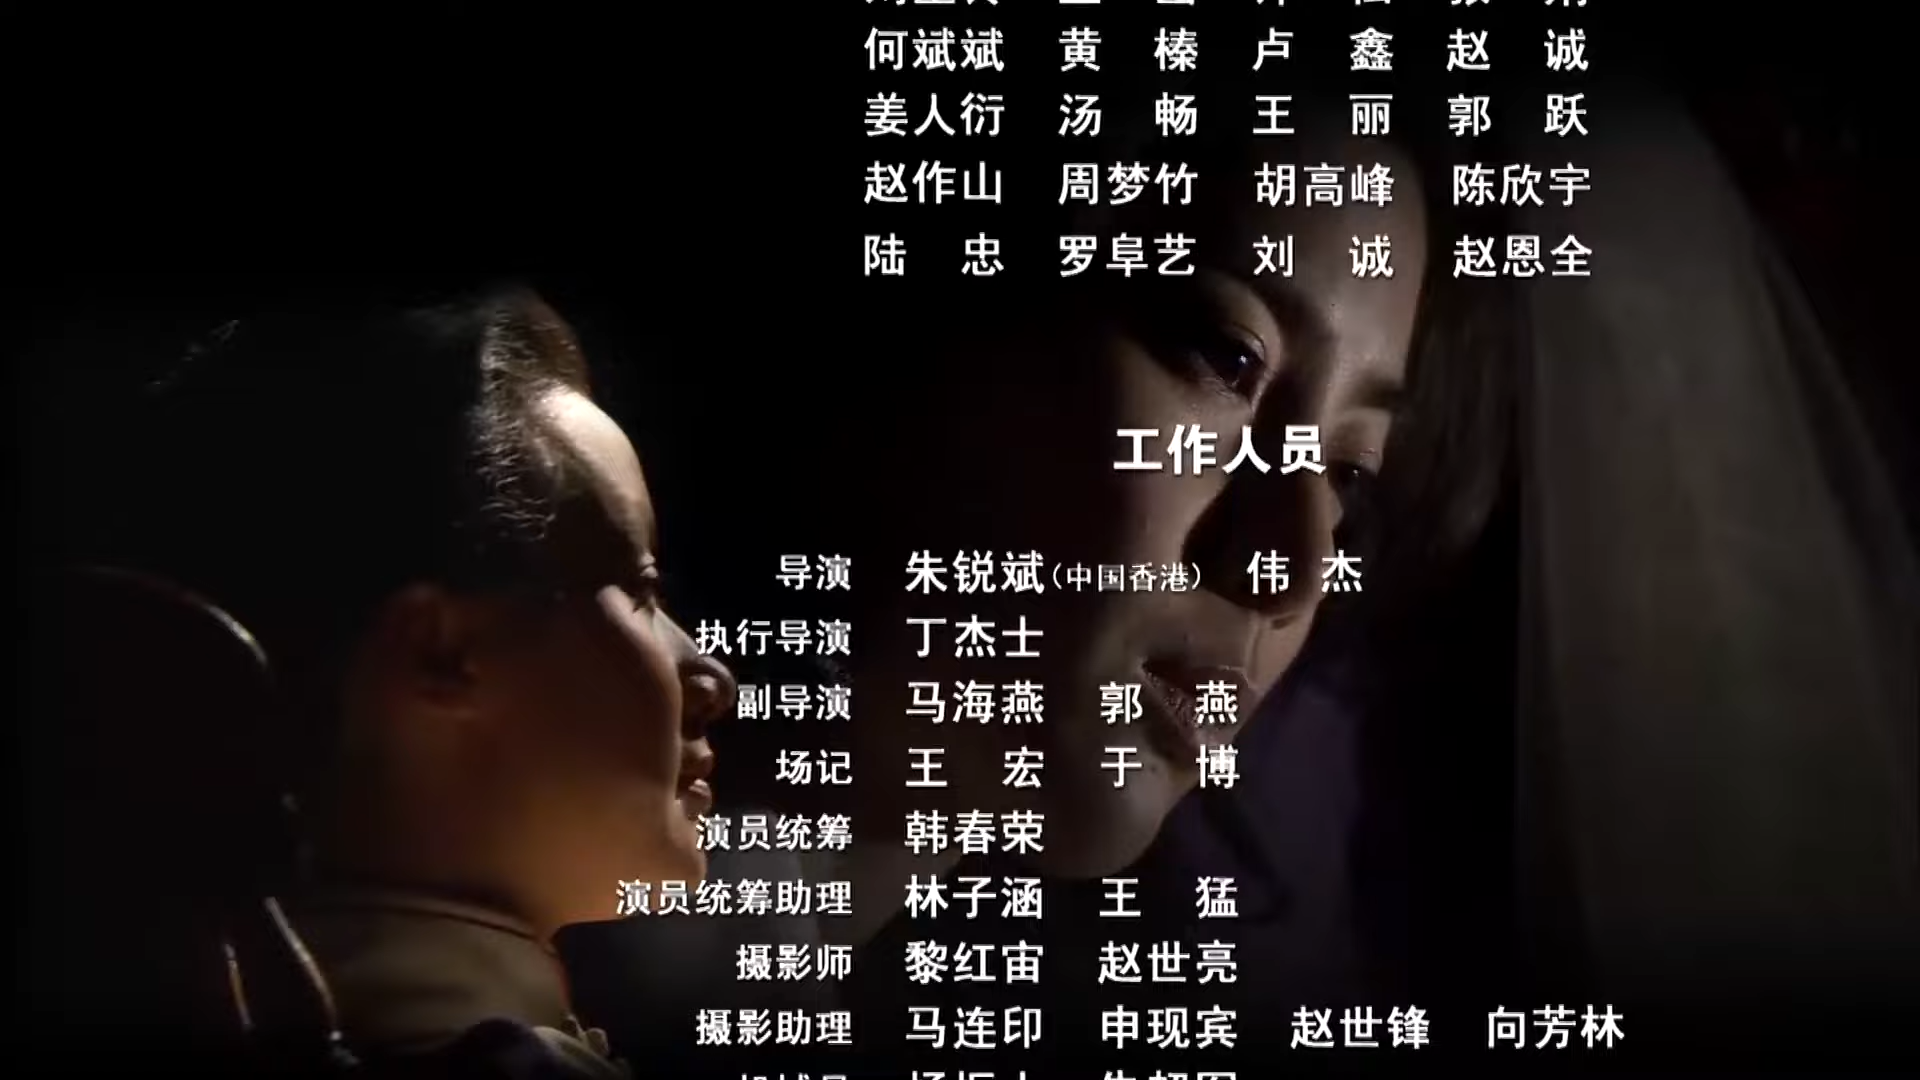 何斌斌 黄榛 卢鑫 赵诚
姜人衍 汤畅 王丽 郭跃
赵作山 周梦竹 胡高峰 陈欣宇
陆忠 罗阜艺 刘诚 赵恩全
工作人员
导演 朱锐斌(中国香港) 伟杰
执行导演 丁杰士
副导演 马海燕 郭燕
场记 王宏 于博
演员统筹 韩春荣
演员统筹助理 林子涵 王猛
摄影师 黎红宙 赵世亮
摄影助理 马连印 申现宾 赵世锋 向芳林